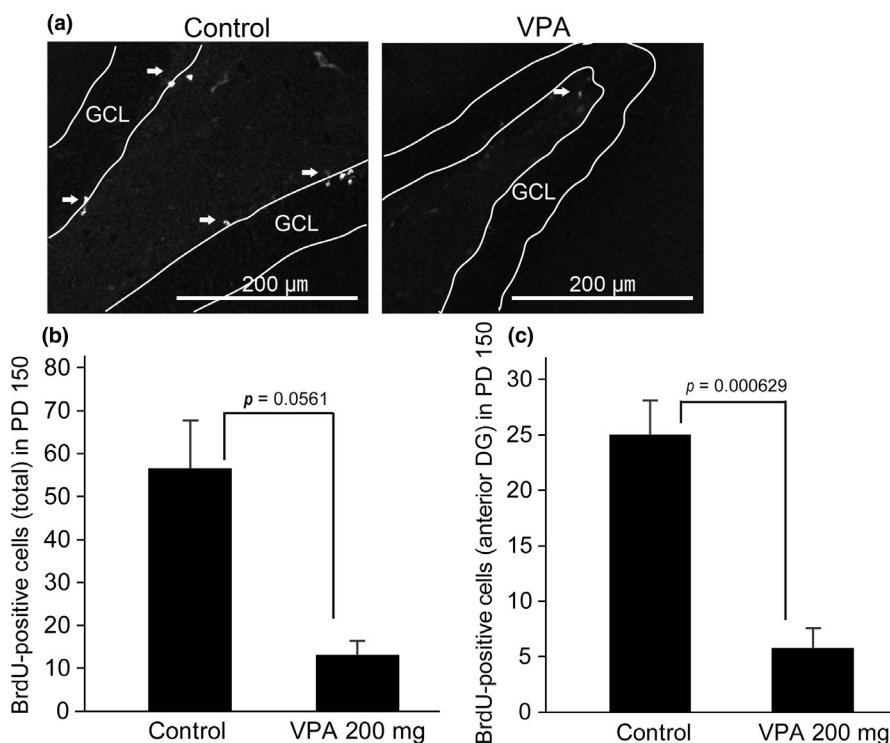 (a)
Control
VPA
GCL
GCL
200 µm
GCL
200 µm
(b)
BrdU-positive cells (total) in PD 150
80
70
60
50
40
30
20
10
0
p = 0.0561
Control
VPA 200 mg
(c)
BrdU-positive cells (anterior DG) in PD 150
30
25
20
15
10
5
0
p = 0.000629
Control
VPA 200 mg